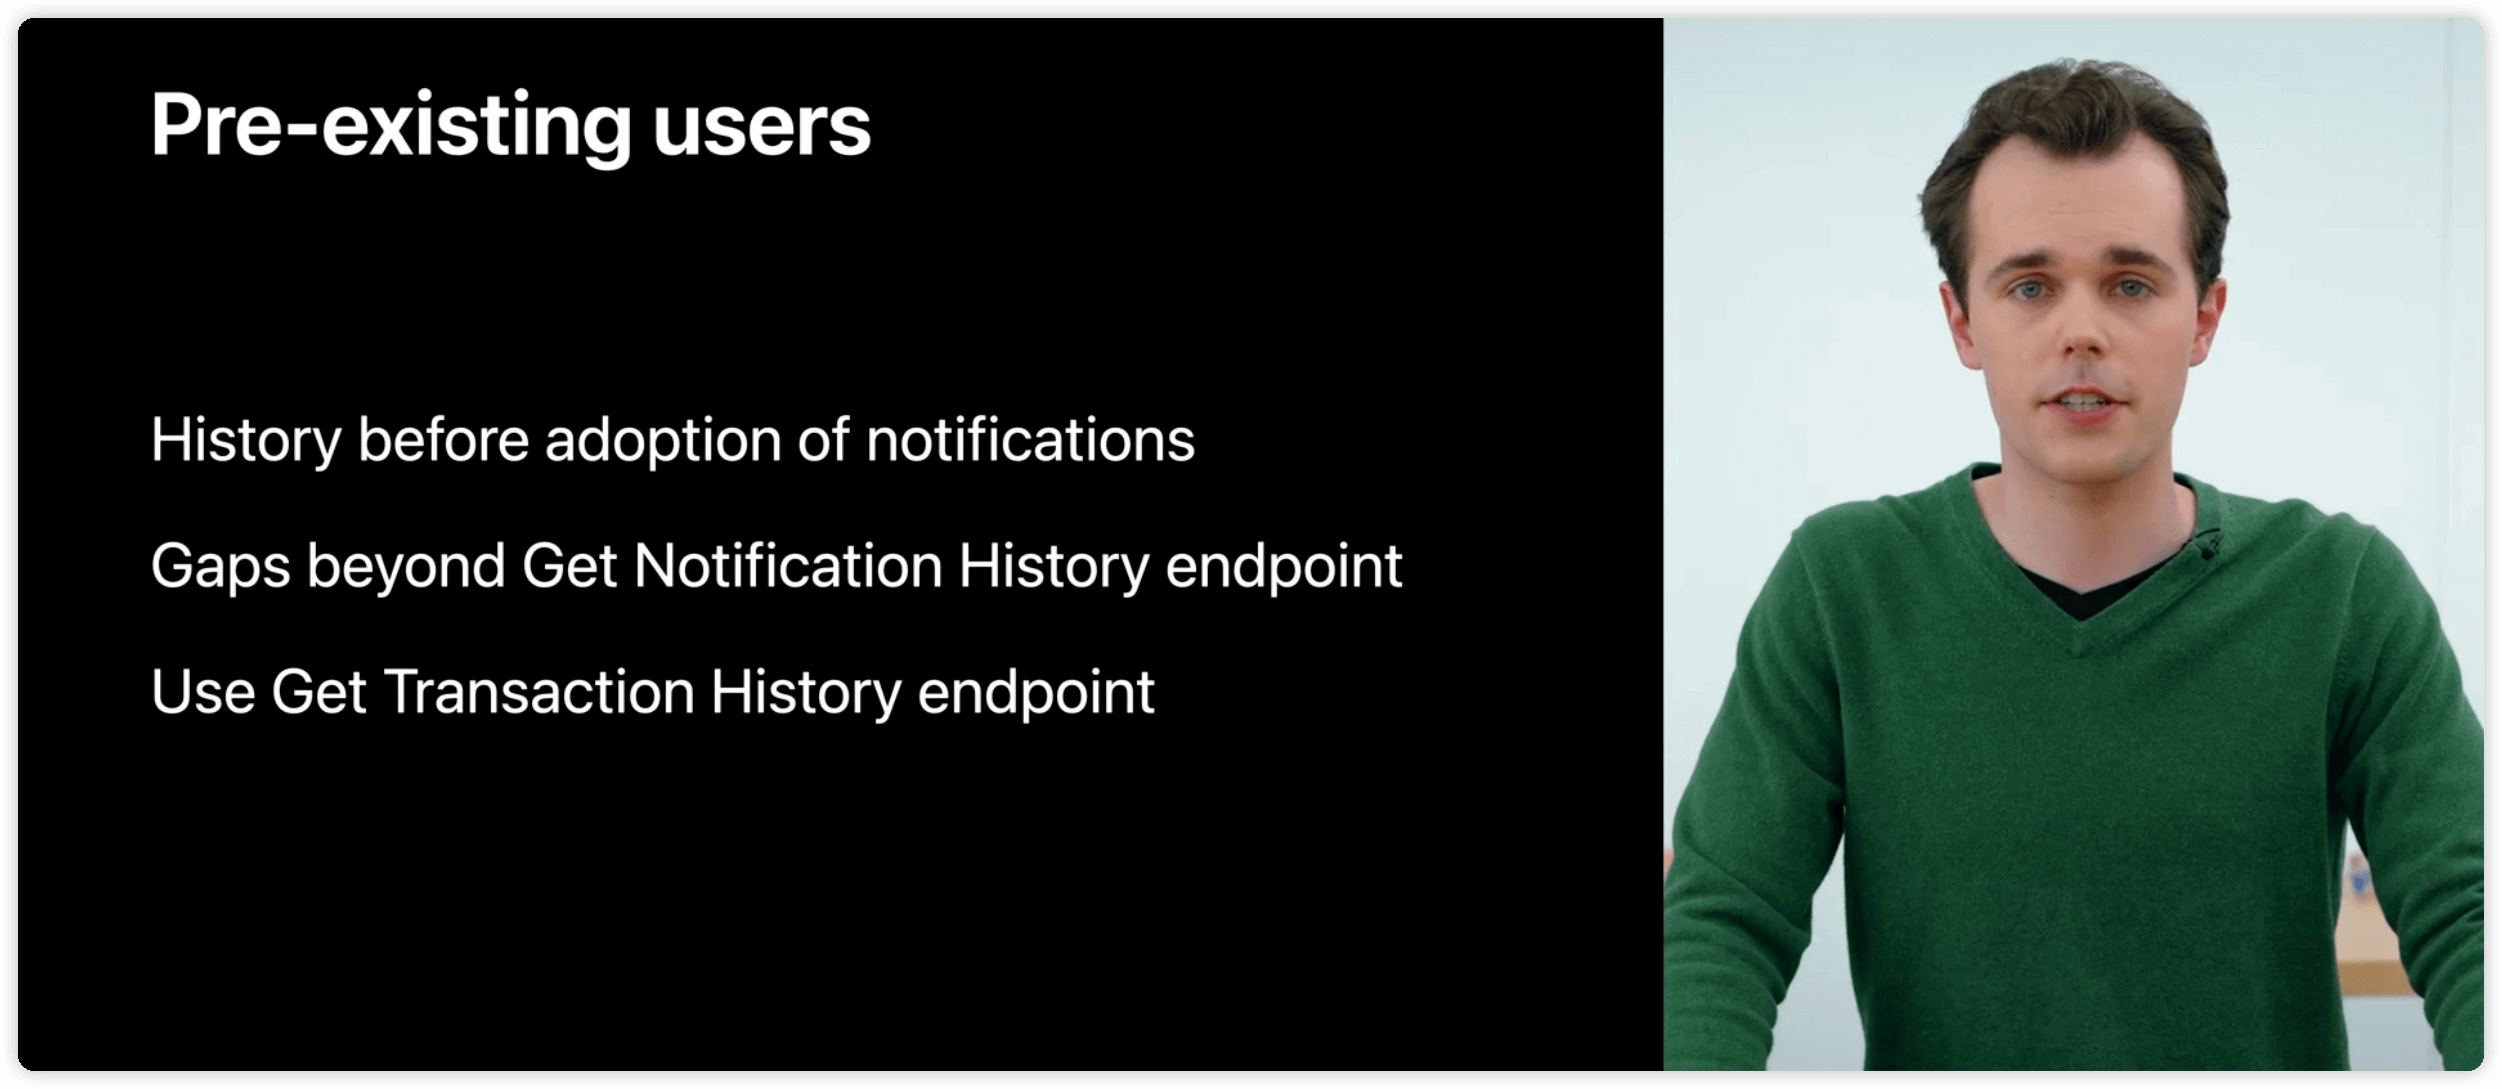 Pre-existing users
History before adoption of notifications
Gaps beyond Get Notification History endpoint
Use Get Transaction History endpoint